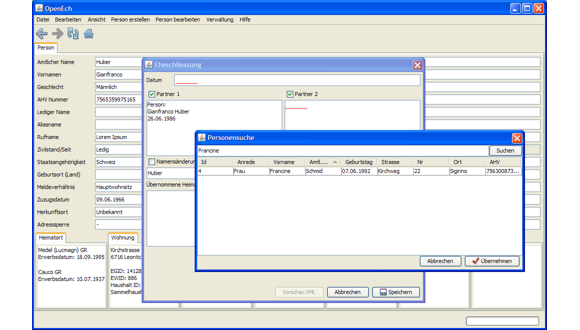 OpenEch
Datei Bearbeiten Ansicht Person erstellen Person bearbeiten Verwaltung Hilfe
Person
Amtlicher Name Huber
Vornamen Gianfranco
Geschlecht Männlich
AHV Nummer 7565359975165
Lediger Name
Aliasname
Rufname Lorem Ipsum
Zivilstand/Seit Ledig
Staatsangehörigkeit Schweiz
Geburtsort (Land)
Meldeverhältnis Hauptwohnsitz
Zuzugsdatum 09.06.1966
Herkunftsort Unbekannt
Adresssperre -
Heimatort Wohnung
Medel (Lucmagn) GR
Erwerbsdatum: 18.09.1995
Cauco GR
Erwerbsdatum: 10.07.1937
Kirchstrasse
6716 Leontic
EGID: 14128
EWID: 886
Haushalt ID:
Sammelhaus
Eheschliessung
Datum
Partner 1 Partner 2
Person:
Gianfranco Huber
26.06.1986
Namensänderun
Huber
Übernommene Heima
Vorschau XML Abbrechen Speichern
Personensuche
Francine Suchen
Id Anrede Vorname Amtl.... Geburtstag Strasse Nr Ort AHV
4 Frau Francine Schmid 07.06.1992 Kirchweg 22 Sigirino 756300873...
Abbrechen Übernehmen